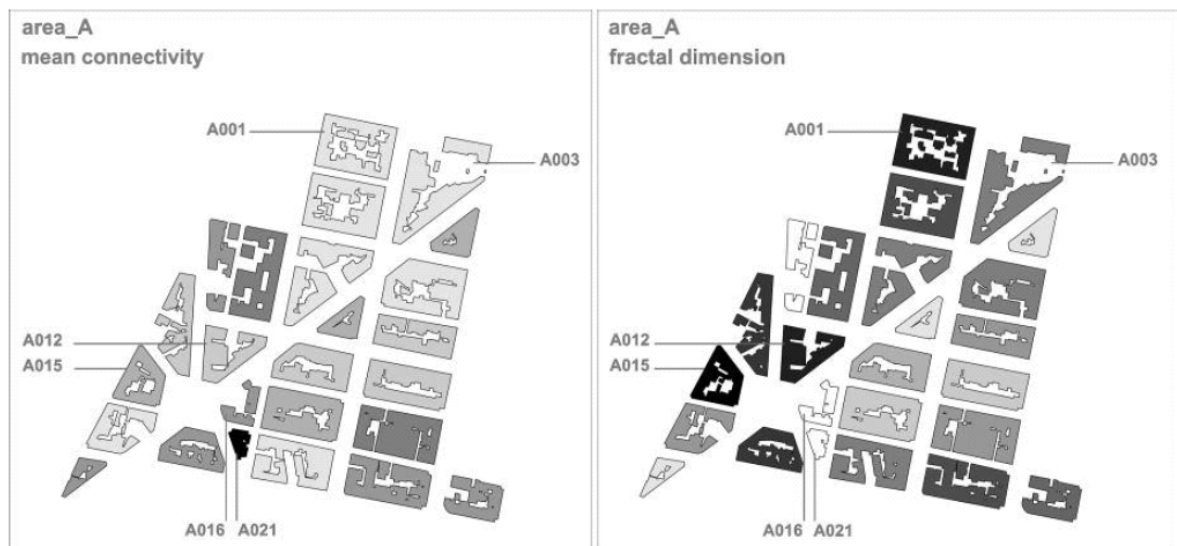 area_A
mean connectivity
A001
A003
A012
A015
A016 A021
area_A
fractal dimension
A001
A003
A012
A015
A016 A021